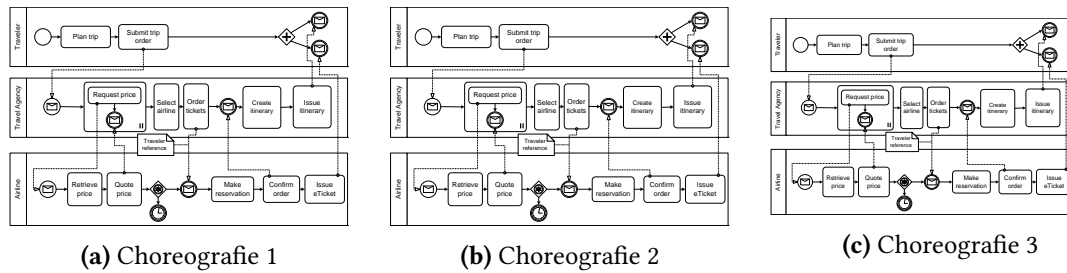 Traveler
Plan trip
Submit trip
order
Travel Agency
Request price
Select
airline
Order
tickets
Create
itinerary
Issue
itinerary
Traveler
reference
Airline
Retrieve
price
Quote
price
Make
reservation
Confirm
order
Issue
eTicket
(a) Choreografie 1
Traveler
Plan trip
Submit trip
order
Travel Agency
Request price
Select
airline
Order
tickets
Create
itinerary
Issue
itinerary
Traveler
reference
Airline
Retrieve
price
Quote
price
Make
reservation
Confirm
order
Issue
eTicket
(b) Choreografie 2
Traveler
Plan trip
Submit trip
order
Travel Agency
Request price
Select
airline
Order
tickets
Create
itinerary
Issue
itinerary
Traveler
reference
Airline
Retrieve
price
Quote
price
Make
reservation
Confirm
order
Issue
eTicket
(c) Choreografie 3